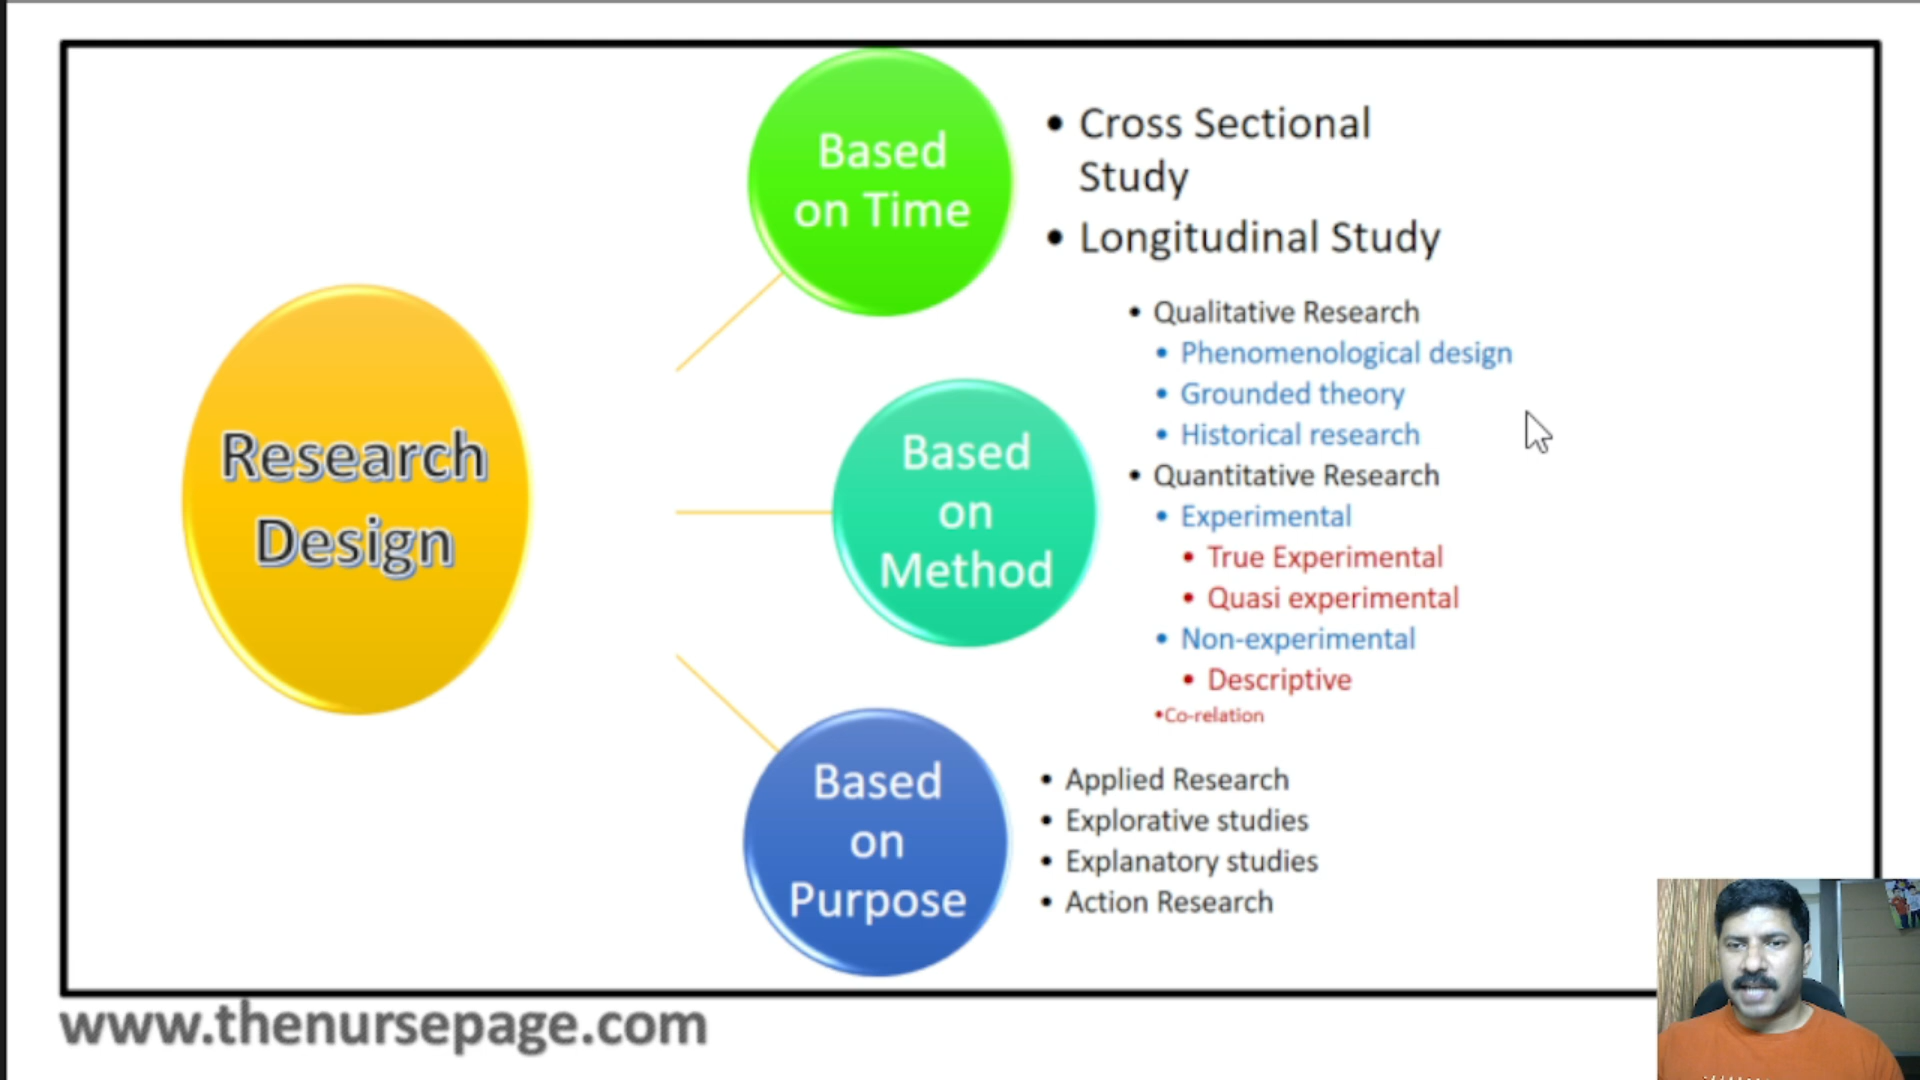 Research
Design
Based
on Time
• Cross Sectional
Study
• Longitudinal Study
Based
on
Method
• Qualitative Research
• Phenomenological design
• Grounded theory
• Historical research
• Quantitative Research
• Experimental
• True Experimental
• Quasi experimental
• Non-experimental
• Descriptive
•Co-relation
Based
on
Purpose
• Applied Research
• Explorative studies
• Explanatory studies
• Action Research
www.thenursepage.com